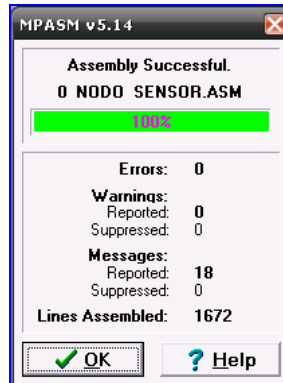 MPASM v5.14
Assembly Successful.
0 NODO SENSOR.ASM
100%
Errors: 0
Warnings:
Reported: 0
Suppressed: 0
Messages:
Reported: 18
Suppressed: 0
Lines Assembled: 1672
OK
? Help